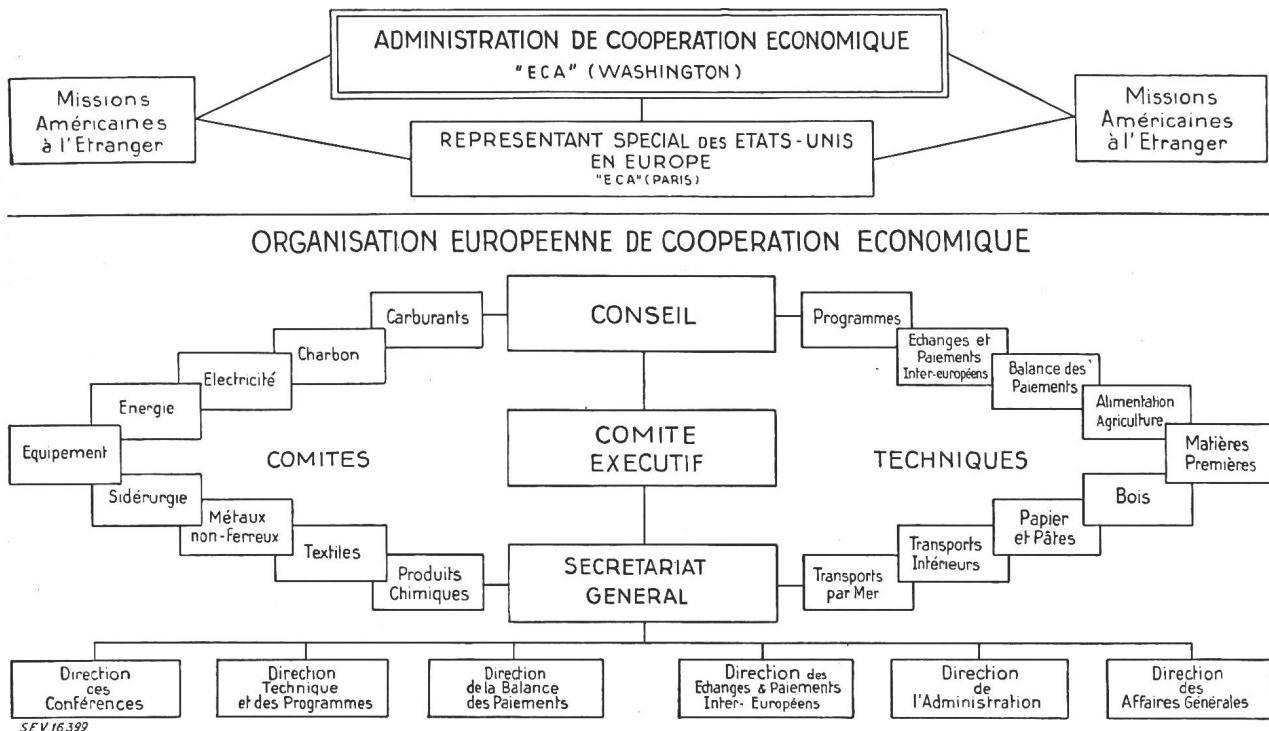 ADMINISTRATION DE COOPERATION ECONOMIQUE
"ECA" (WASHINGTON)
Missions
Américaines
à l'Etranger
Missions
Américaines
à l'Etranger
REPRESENTANT SPECIAL DES ETATS-UNIS
EN EUROPE
"ECA" (PARIS)
ORGANISATION EUROPEENNE DE COOPERATION ECONOMIQUE
CONSEIL
COMITE
EXECUTIF
SECRETARIAT
GENERAL
COMITES
TECHNIQUES
Carburants
Charbon
Electricité
Energie
Equipement
Sidérurgie
Métaux
non-Ferreux
Textiles
Produits
Chimiques
Programmes
Echanges et
Paiements
Inter-européens
Balance des
Paiements
Alimentation
Agriculture
Matières
Premières
Bois
Papier
et Pâtes
Transports
Intérieurs
Transports
par Mer
Direction
ces
Conférences
Direction
Technique
et des Programmes
Direction
de la Balance
des Paiements
Direction des
Echanges & Paiements
Inter-Européens
Direction
de
l'Administration
Direction
des
Affaires Générales
SEV 16399